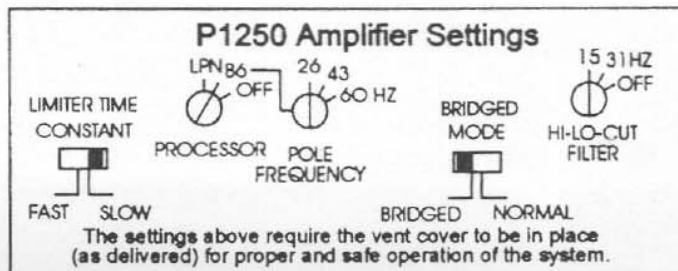 P1250 Amplifier Settings
LIMITER TIME
CONSTANT
FAST SLOW
LPN 86 OFF
PROCESSOR
26 43 60 HZ
POLE
FREQUENCY
BRIDGED
MODE
BRIDGED NORMAL
15 31HZ
OFF
HI-LO-CUT
FILTER
The settings above require the vent cover to be in place
(as delivered) for proper and safe operation of the system.